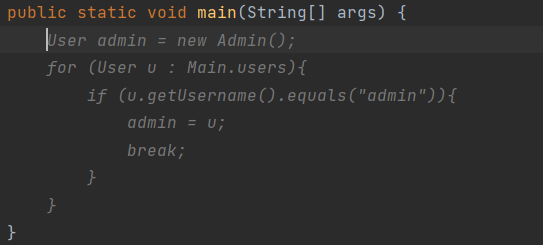 public static void main(String[] args) {
    User admin = new Admin();
    for (User u : Main.users){
        if (u.getUsername().equals("admin")){
            admin = u;
            break;
        }
    }
}